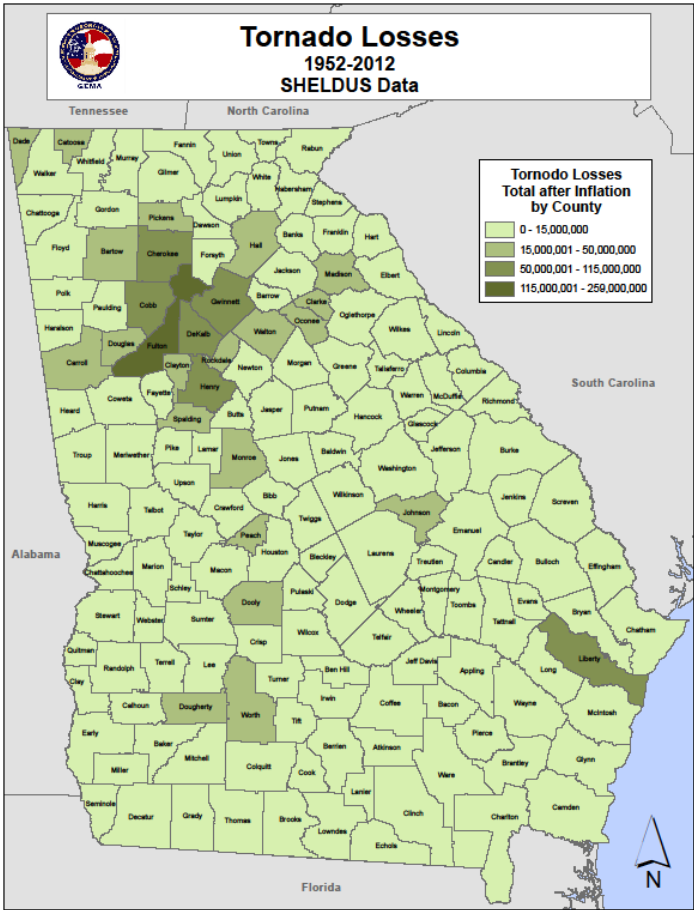 Tornado Losses
1952-2012
SHELDUS Data
GEMA
Tennessee
North Carolina
Dade
Catoosa
Fannin
Towns
Rabun
Whitfield
Murray
Union
Walker
Gilmer
White
Habersham
Lumpkin
Stephens
Chattooga
Gordon
Pickens
Dawson
Banks
Franklin
Hart
Floyd
Bartow
Cherokee
Forsyth
Hall
Jackson
Madison
Elbert
Polk
Paulding
Cobb
Gwinnett
Barrow
Clarke
Oconee
Oglethorpe
Haralson
Douglas
Fulton
DeKalb
Walton
Wilkes
Lincoln
Carroll
Clayton
Rockdale
Newton
Morgan
Greene
Taliaferro
Columbia
Fayette
Henry
Warren
McDuffie
Richmond
Heard
Coweta
Spalding
Butts
Jasper
Putnam
Hancock
Glascock
Troup
Meriwether
Pike
Lamar
Monroe
Jones
Baldwin
Washington
Jefferson
Burke
Upson
Bibb
Wilkinson
Jenkins
Screven
Harris
Talbot
Crawford
Twiggs
Johnson
Emanuel
Muscogee
Taylor
Peach
Houston
Bleckley
Laurens
Treutlen
Candler
Bulloch
Effingham
Chattahoochee
Marion
Macon
Schley
Pulaski
Dodge
Montgomery
Wheeler
Toombs
Evans
Bryan
Stewart
Webster
Sumter
Dooly
Wilcox
Telfair
Tattnall
Chatham
Quitman
Crisp
Randolph
Terrell
Lee
Ben Hill
Jeff Davis
Appling
Long
Liberty
Clay
Turner
Calhoun
Dougherty
Worth
Tift
Irwin
Coffee
Bacon
Wayne
McIntosh
Early
Baker
Mitchell
Berrien
Atkinson
Pierce
Miller
Colquitt
Cook
Ware
Brantley
Glynn
Lanier
Seminole
Decatur
Grady
Thomas
Brooks
Lowndes
Clinch
Charlton
Camden
Echols
Tornodo Losses
Total after Inflation
by County
0 - 15,000,000
15,000,001 - 50,000,000
50,000,001 - 115,000,000
115,000,001 - 259,000,000
South Carolina
Alabama
Florida
N